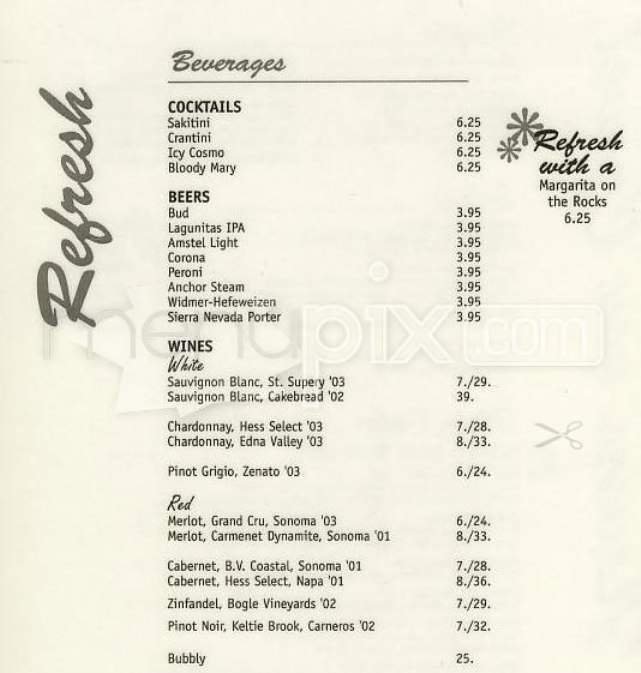 Refresh
Beverages
COCKTAILS
Sakitini 6.25
Crantini 6.25
Icy Cosmo 6.25
Bloody Mary 6.25
Refresh
with a
Margarita on
the Rocks
6.25
BEERS
Bud 3.95
Lagunitas IPA 3.95
Amstel Light 3.95
Corona 3.95
Peroni 3.95
Anchor Steam 3.95
Widmer-Hefeweizen 3.95
Sierra Nevada Porter 3.95
menupix.com
WINES
White
Sauvignon Blanc, St. Supery '03 7./29.
Sauvignon Blanc, Cakebread '02 39.
Chardonnay, Hess Select '03 7./28.
Chardonnay, Edna Valley '03 8./33.
Pinot Grigio, Zenato '03 6./24.
Red
Merlot, Grand Cru, Sonoma '03 6./24.
Merlot, Carmenet Dynamite, Sonoma '01 8./33.
Cabernet, B.V. Coastal, Sonoma '01 7./28.
Cabernet, Hess Select, Napa '01 8./36.
Zinfandel, Bogle Vineyards '02 7./29.
Pinot Noir, Keltie Brook, Carneros '02 7./32.
Bubbly 25.